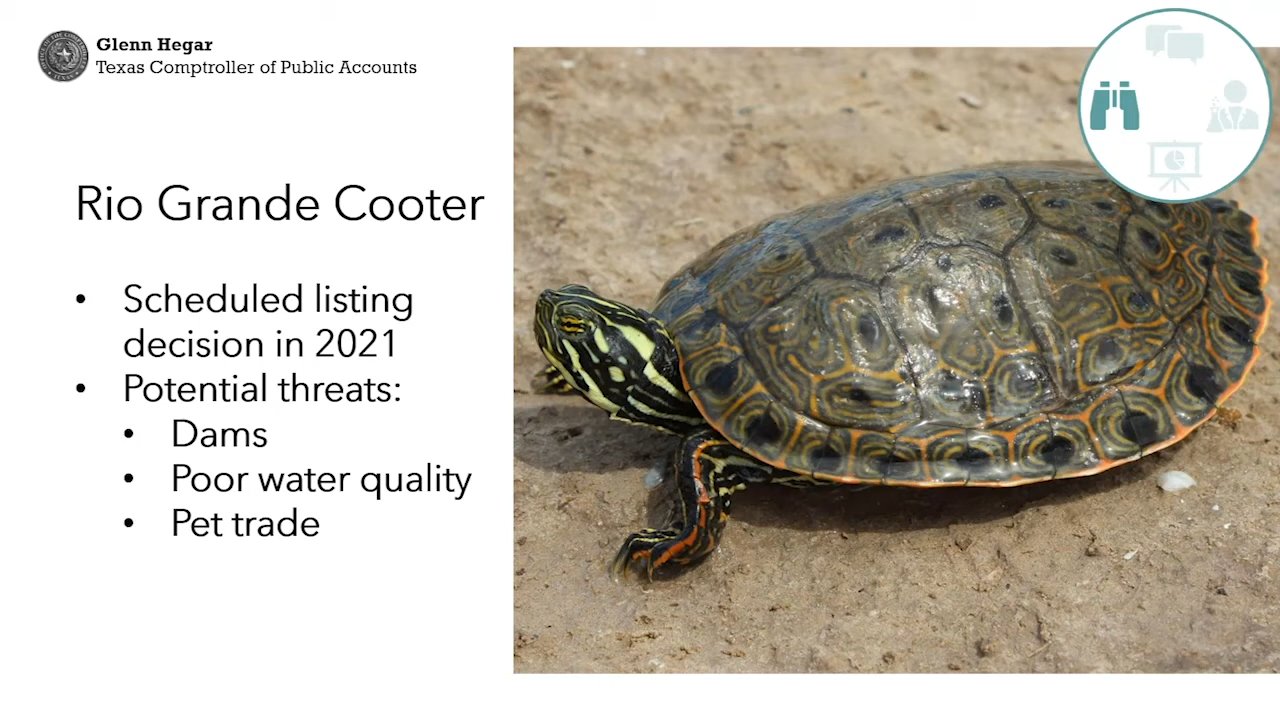 Glenn Hegar
Texas Comptroller of Public Accounts
Rio Grande Cooter
• Scheduled listing
decision in 2021
• Potential threats:
• Dams
• Poor water quality
• Pet trade